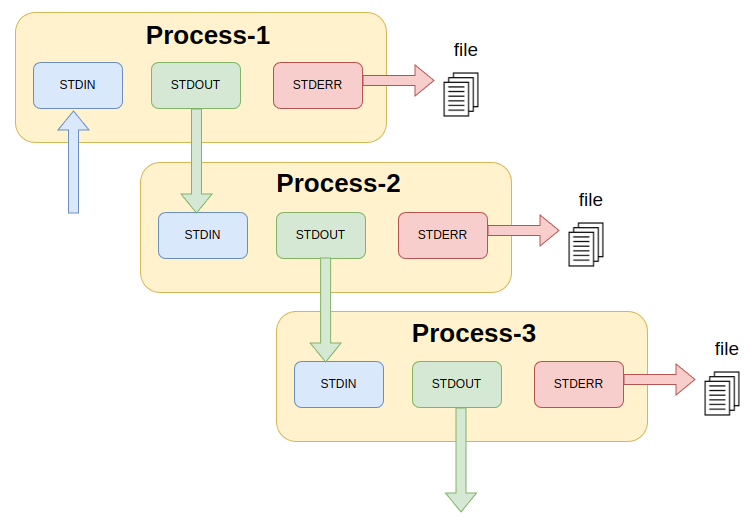 Process-1
file
STDIN
STDOUT
STDERR
Process-2
file
STDIN
STDOUT
STDERR
Process-3
file
STDIN
STDOUT
STDERR